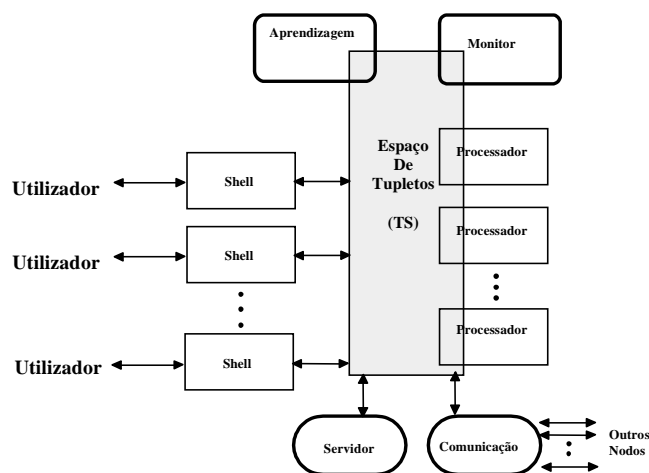 Aprendizagem
Monitor
Espaço
De
Tupletos
(TS)
Processador
Utilizador
Shell
Processador
Utilizador
Shell
Processador
Utilizador
Shell
Servidor
Comunicação
Outros
Nodos